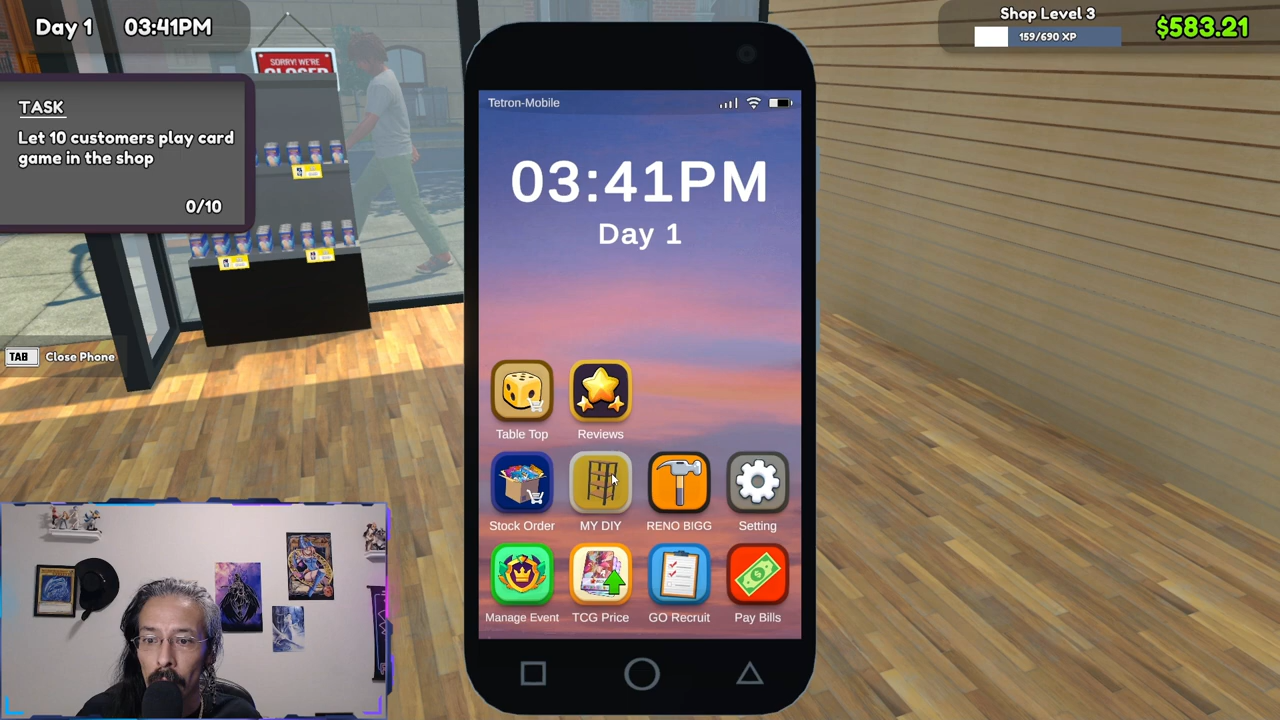 Day 1 03:41PM
Shop Level 3
159/690 XP
$583.21
SORRY! WE'RE
CLOSED
TASK
Let 10 customers play card
game in the shop
0/10
TAB Close Phone
Tetron-Mobile
03:41PM
Day 1
Table Top
Reviews
Stock Order
MY DIY
RENO BIGG
Setting
Manage Event
TCG Price
GO Recruit
Pay Bills